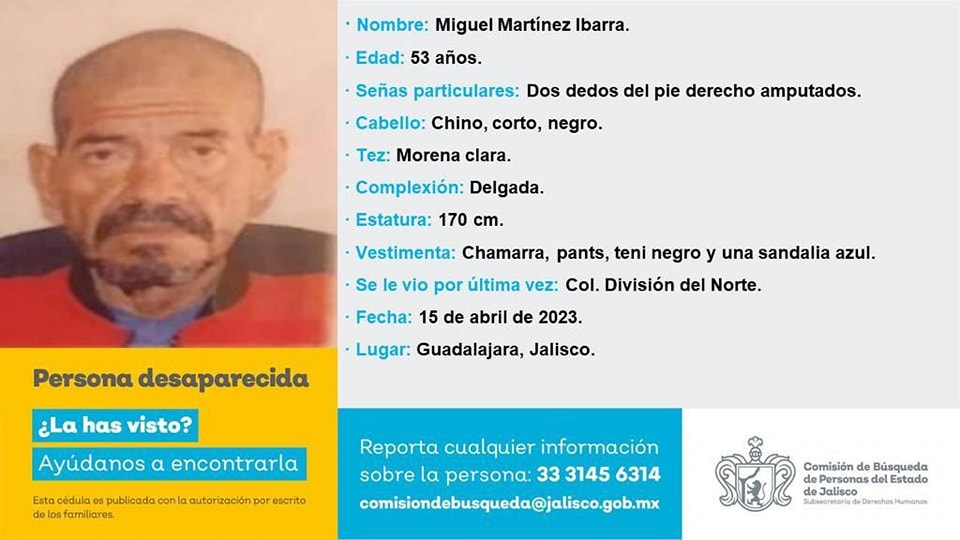 · Nombre: Miguel Martínez Ibarra.
· Edad: 53 años.
· Señas particulares: Dos dedos del pie derecho amputados.
· Cabello: Chino, corto, negro.
· Tez: Morena clara.
· Complexión: Delgada.
· Estatura: 170 cm.
· Vestimenta: Chamarra, pants, teni negro y una sandalia azul.
· Se le vio por última vez: Col. División del Norte.
· Fecha: 15 de abril de 2023.
· Lugar: Guadalajara, Jalisco.
Persona desaparecida
¿La has visto?
Ayúdanos a encontrarla
Esta cédula es publicada con la autorización por escrito
de los familiares.
Reporta cualquier información
sobre la persona: 33 3145 6314
comisiondebusqueda@jalisco.gob.mx
Comisión de Búsqueda
de Personas del Estado
de Jalisco
Subsecretaría de Derechos Humanos